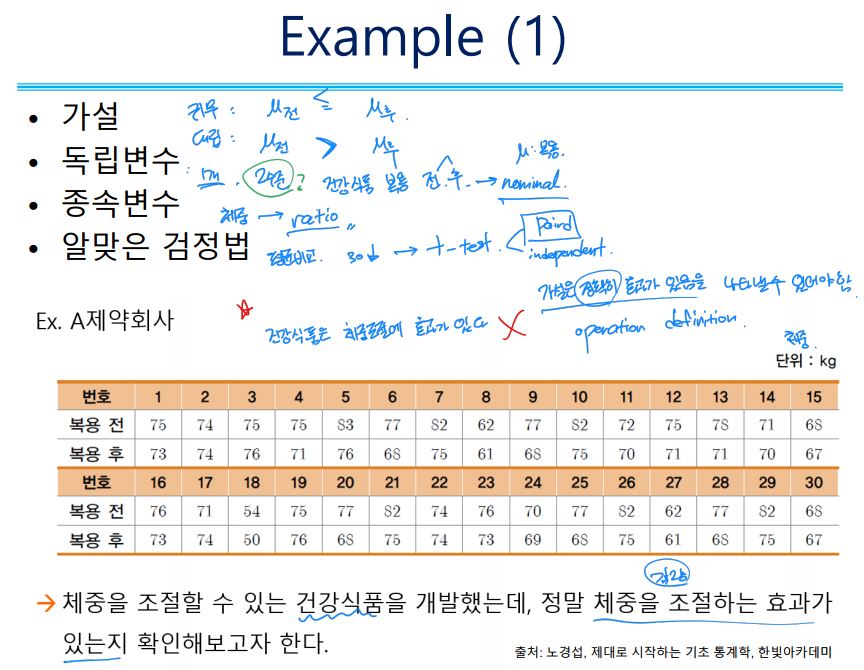 Example (1)
• 가설 귀무 : μ전 ≤ μ후.
대립 : μ전 > μ후
• 독립변수 : 1개. 2수준? 건강식품 복용 전.후. → nominal.
μ.복용.
• 종속변수 체중 → ratio
• 알맞은 검정법 평균비교. 30↓ → t-test. < Paired
independent.
가설은 정확히 효과가 있음을 나타낼 수 있어야 함.
Ex. A제약회사 건강식품은 체중조절에 효과가 있다 X operation definition.
체중.
단위 : kg
번호 1 2 3 4 5 6 7 8 9 10 11 12 13 14 15
복용 전 75 74 75 75 83 77 82 62 77 82 72 75 78 71 68
복용 후 73 74 76 71 76 68 75 61 68 75 70 71 71 70 67
번호 16 17 18 19 20 21 22 23 24 25 26 27 28 29 30
복용 전 76 71 54 75 77 82 74 76 70 77 82 62 77 82 68
복용 후 73 74 50 76 68 75 74 73 69 68 75 61 68 75 67
감소
→ 체중을 조절할 수 있는 건강식품을 개발했는데, 정말 체중을 조절하는 효과가
있는지 확인해보고자 한다.
출처: 노경섭, 제대로 시작하는 기초 통계학, 한빛아카데미